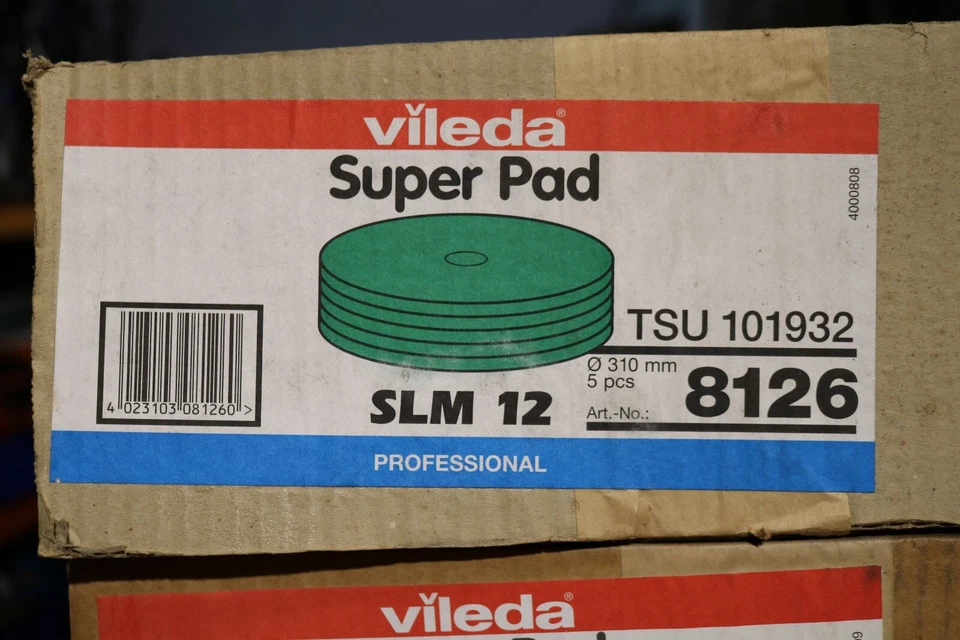 vileda®
Super Pad
4000808
TSU 101932
Ø 310 mm
5 pcs
8126
Art.-No.:
SLM 12
4 023103 081260 >
PROFESSIONAL
vileda®